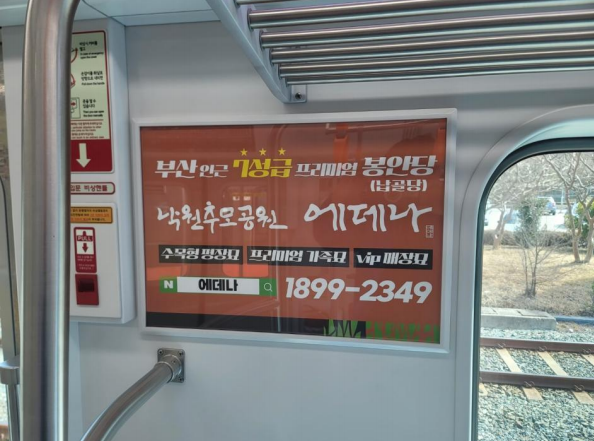 부산 인근 7성급 프리미엄 봉안당
(납골당)
낙원추모공원 에데나
수목형 평장묘 프리미엄 가족묘 vip 매장묘
N 에데나 1899-2349
PULL